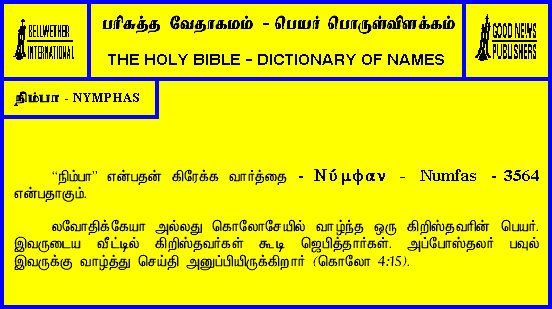 BELLWETHER
INTERNATIONAL
பரிசுத்த வேதாகமம் - பெயர் பொருள்விளக்கம்
THE HOLY BIBLE - DICTIONARY OF NAMES
GOOD NEWS
PUBLISHERS
நிம்பா - NYMPHAS
“நிம்பா” என்பதன் கிரேக்க வார்த்தை - Νύμφαν - Numfas - 3564
என்பதாகும்.
லவோதிக்கேயா அல்லது கொலோசேயில் வாழ்ந்த ஒரு கிறிஸ்தவரின் பெயர்.
இவருடைய வீட்டில் கிறிஸ்தவர்கள் கூடி ஜெபித்தார்கள். அப்போஸ்தலர் பவுல்
இவருக்கு வாழ்த்து செய்தி அனுப்பியிருக்கிறார் (கொலோ 4:15).